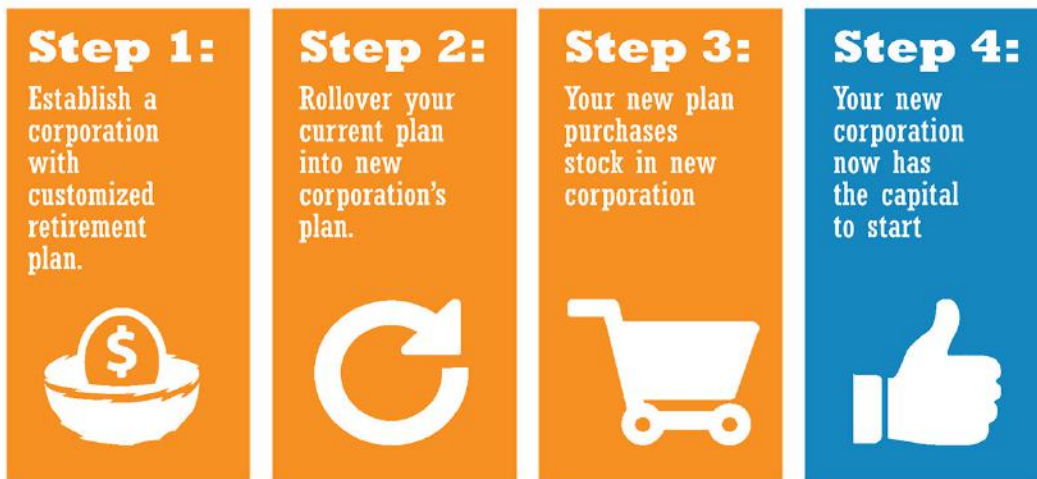 Step 1:
Establish a
corporation
with
customized
retirement
plan.
$
Step 2:
Rollover your
current plan
into new
corporation's
plan.
Step 3:
Your new plan
purchases
stock in new
corporation
Step 4:
Your new
corporation
now has
the capital
to start